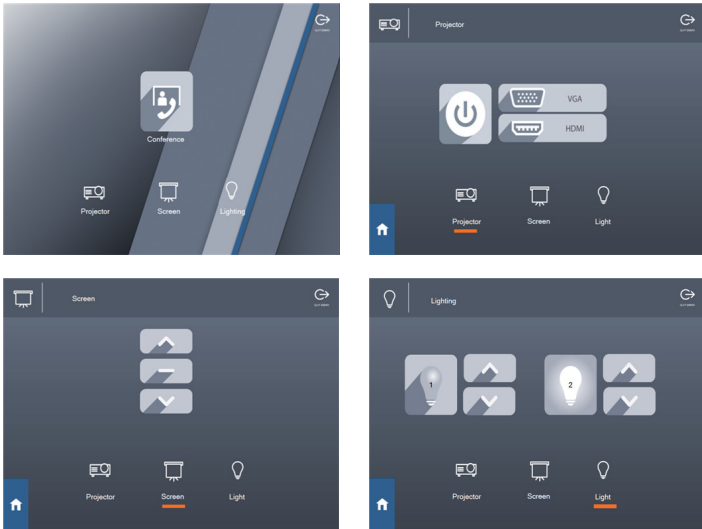 Conference
Projector
Screen
Lighting
Projector
VGA
HDMI
Projector
Screen
Light
Screen
Projector
Screen
Light
Lighting
1
2
Projector
Screen
Light